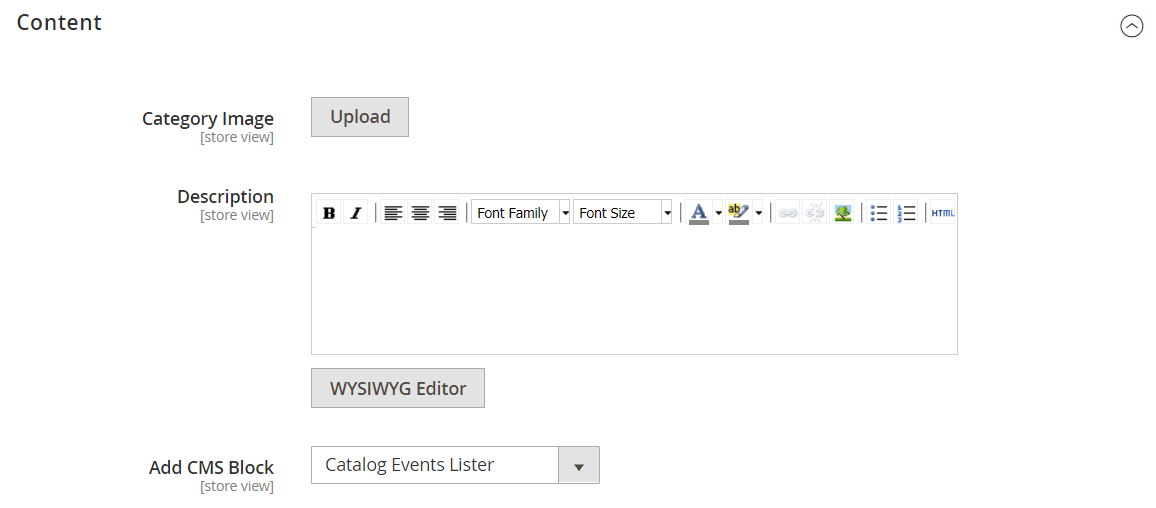 Content
Category Image
[store view]
Upload
Description
[store view]
B I Font Family Font Size A ab HTML
WYSIWYG Editor
Add CMS Block
[store view]
Catalog Events Lister